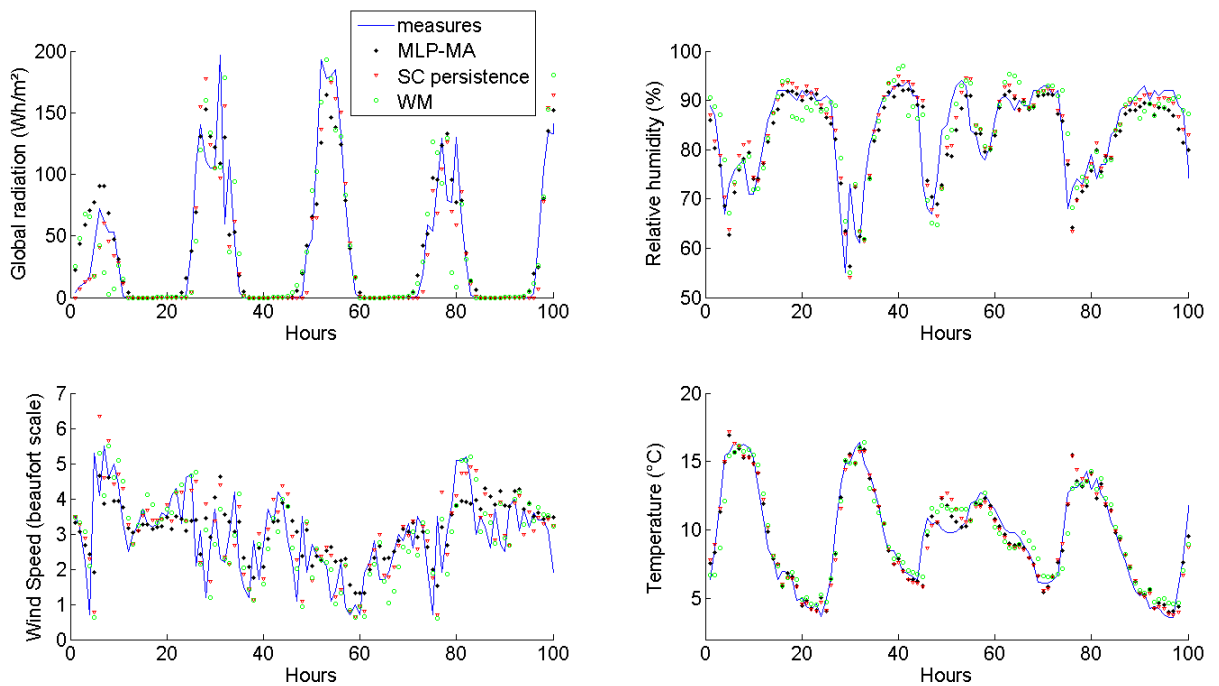 measures
MLP-MA
SC persistence
WM
Global radiation (Wh/m²)
200
150
100
50
0
0 20 40 60 80 100
Hours
Relative humidity (%)
100
90
80
70
60
50
0 20 40 60 80 100
Hours
Wind Speed (beaufort scale)
7
6
5
4
3
2
1
0
0 20 40 60 80 100
Hours
Temperature (°C)
20
15
10
5
0 20 40 60 80 100
Hours